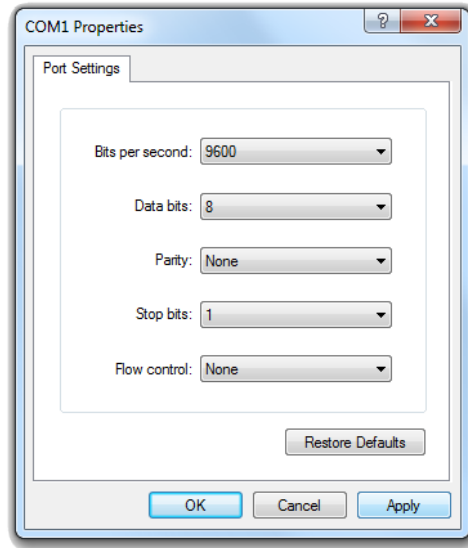 COM1 Properties
Port Settings
Bits per second: 9600
Data bits: 8
Parity: None
Stop bits: 1
Flow control: None
Restore Defaults
OK Cancel Apply